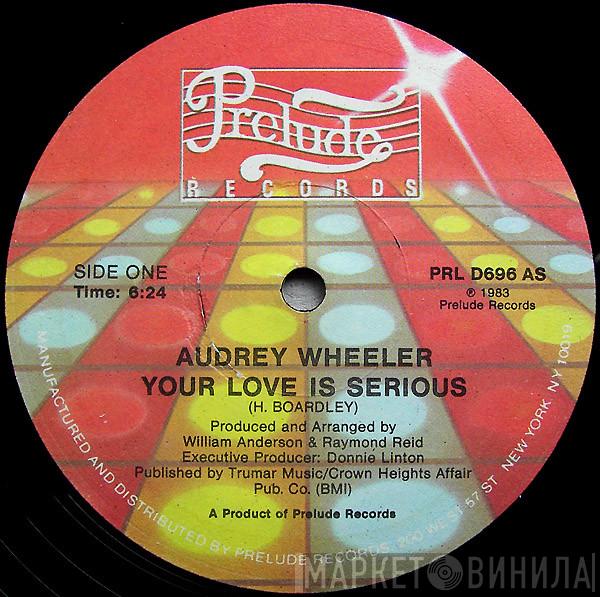 Prelude
RECORDS
SIDE ONE
Time: 6:24
PRL D696 AS
℗ 1983
Prelude Records
AUDREY WHEELER
YOUR LOVE IS SERIOUS
(H. BOARDLEY)
Produced and Arranged by
William Anderson & Raymond Reid
Executive Producer: Donnie Linton
Published by Trumar Music/Crown Heights Affair
Pub. Co. (BMI)
A Product of Prelude Records
MANUFACTURED AND DISTRIBUTED BY PRELUDE RECORDS, 200 WEST 57 ST. NEW YORK, NY 10019
МАРКЕТ ВИНИЛА